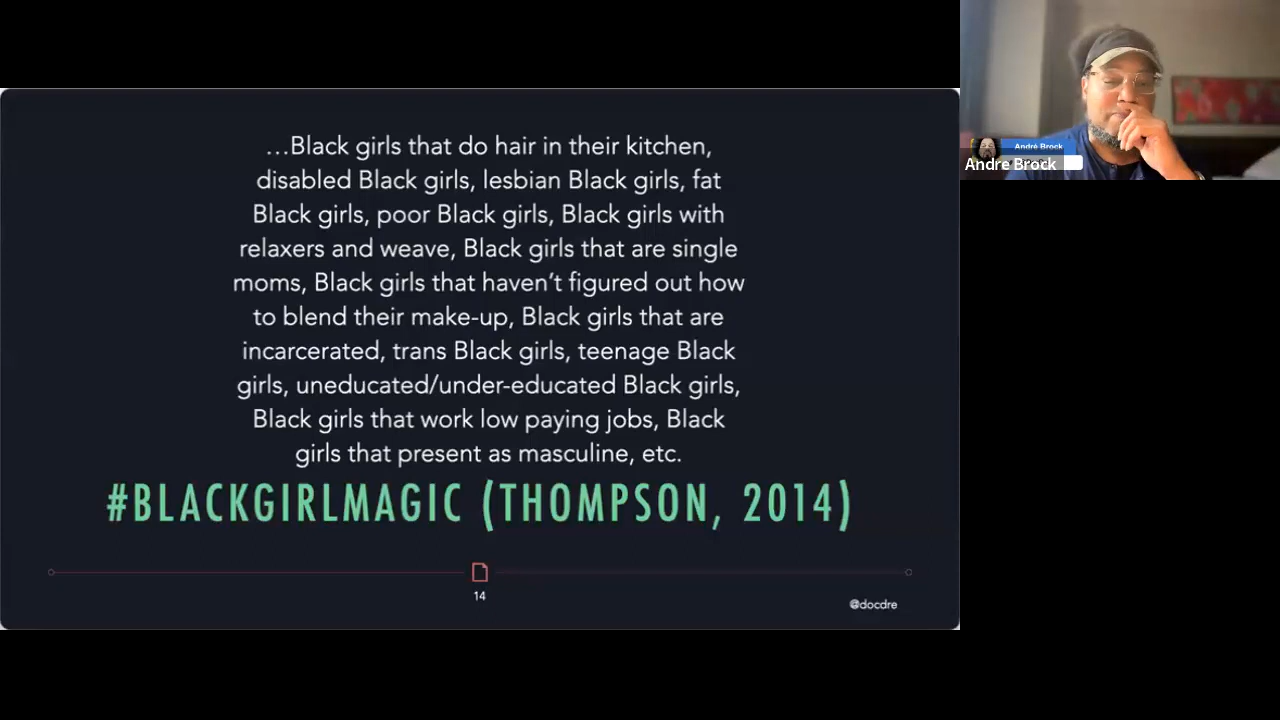 …Black girls that do hair in their kitchen,
disabled Black girls, lesbian Black girls, fat
Black girls, poor Black girls, Black girls with
relaxers and weave, Black girls that are single
moms, Black girls that haven’t figured out how
to blend their make-up, Black girls that are
incarcerated, trans Black girls, teenage Black
girls, uneducated/under-educated Black girls,
Black girls that work low paying jobs, Black
girls that present as masculine, etc.
#BLACKGIRLMAGIC (THOMPSON, 2014)
14
@docdre
André Brock
Andre Brock